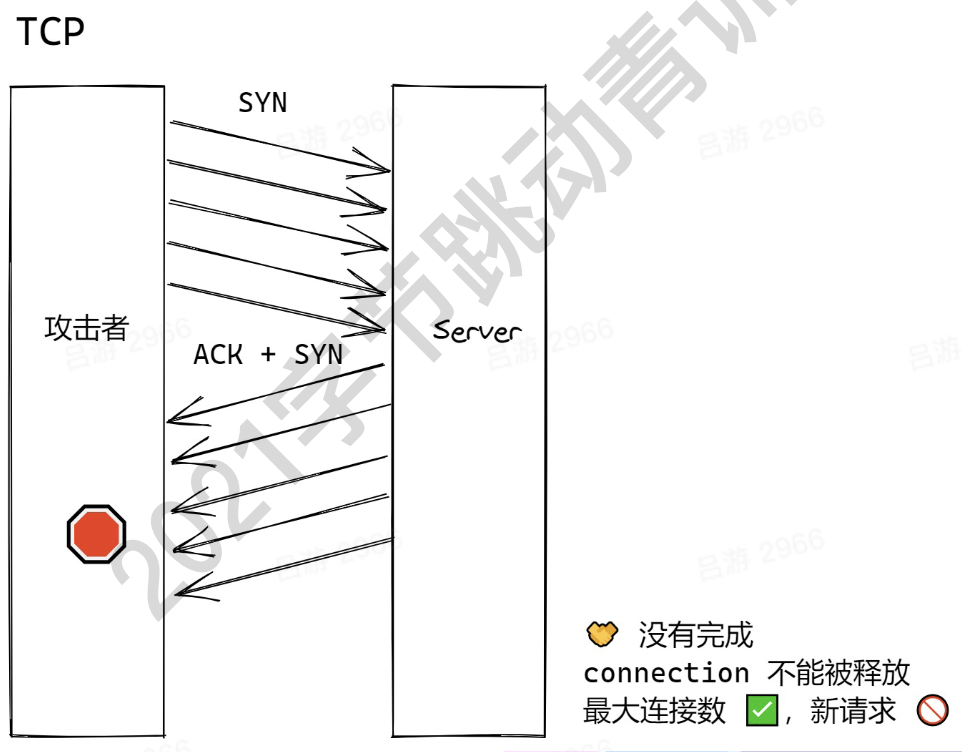 TCP
SYN
攻击者
Server
ACK + SYN
🤝 没有完成
connection 不能被释放
最大连接数 ✅, 新请求 🚫
2021字节跳动青训
吕游 2966
吕游 2966
吕游 2966
吕游 2966
吕游
吕游 2966
吕游 2966